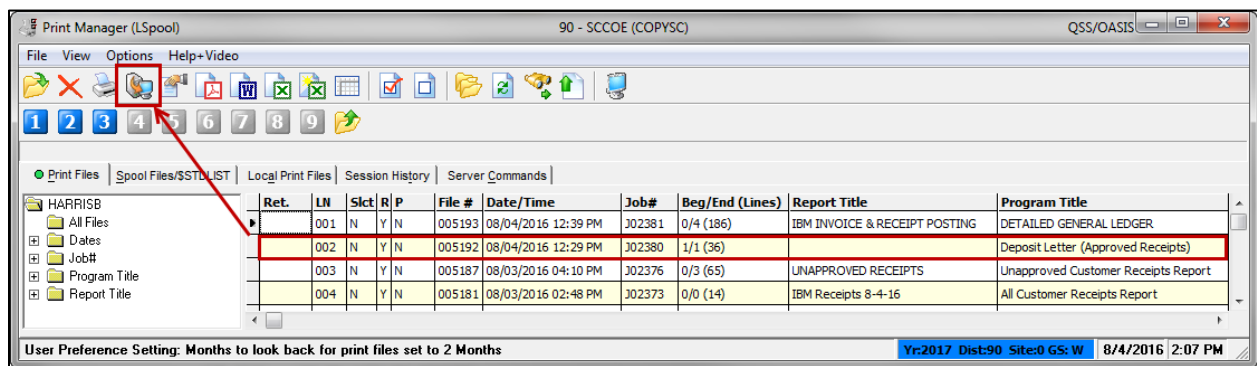 Print Manager (LSpool) 90 - SCCOE (COPYSC) QSS/OASIS
File View Options Help+Video
1 2 3 4 5 6 7 8 9
Print Files Spool Files/$STDLIST Local Print Files Session History Server Commands
HARRISB
All Files
Dates
Job#
Program Title
Report Title
Ret. LN Slct R P File # Date/Time Job# Beg/End (Lines) Report Title Program Title
001 N Y N 005193 08/04/2016 12:39 PM J02381 0/4 (186) IBM INVOICE & RECEIPT POSTING DETAILED GENERAL LEDGER
002 N Y N 005192 08/04/2016 12:29 PM J02380 1/1 (36) Deposit Letter (Approved Receipts)
003 N Y N 005187 08/03/2016 04:10 PM J02376 0/3 (65) UNAPPROVED RECEIPTS Unapproved Customer Receipts Report
004 N Y N 005181 08/03/2016 02:48 PM J02373 0/0 (14) IBM Receipts 8-4-16 All Customer Receipts Report
User Preference Setting: Months to look back for print files set to 2 Months Yr:2017 Dist:90 Site:0 GS: W 8/4/2016 2:07 PM